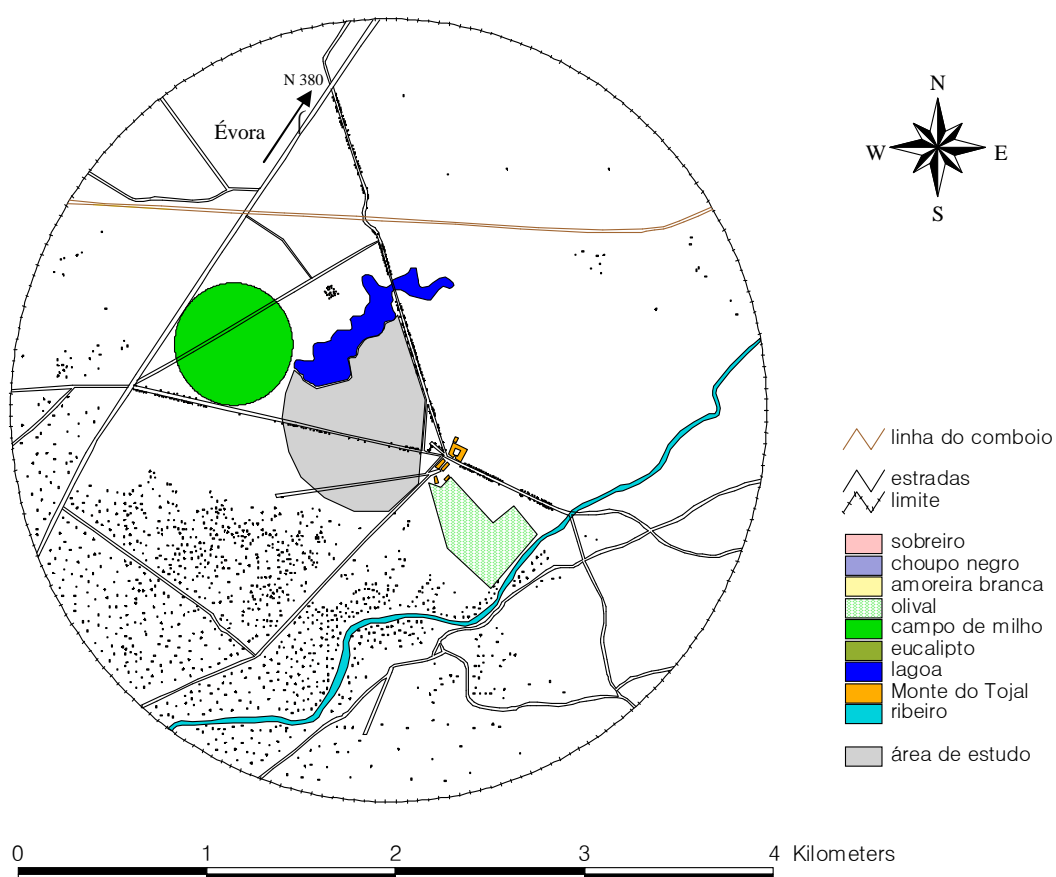 N 380
Évora
N
W E
S
linha do comboio
estradas
limite
sobreiro
choupo negro
amoreira branca
olival
campo de milho
eucalipto
lagoa
Monte do Tojal
ribeiro
área de estudo
0 1 2 3 4 Kilometers